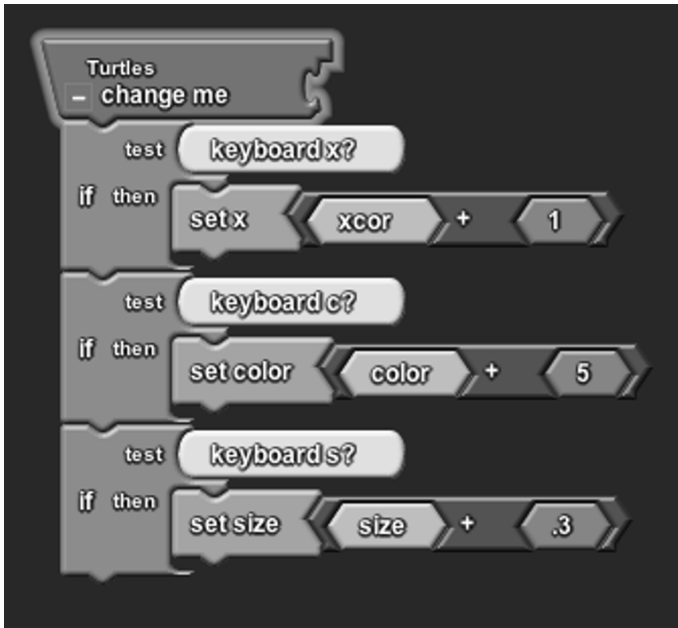 Turtles
– change me
test keyboard x?
if then set x xcor + 1
test keyboard c?
if then set color color + 5
test keyboard s?
if then set size size + .3